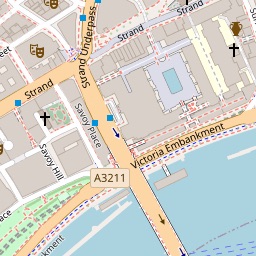 Strand Underpass
Strand
Strand
Savoy Place
Savoy Hill
Victoria Embankment
A3211